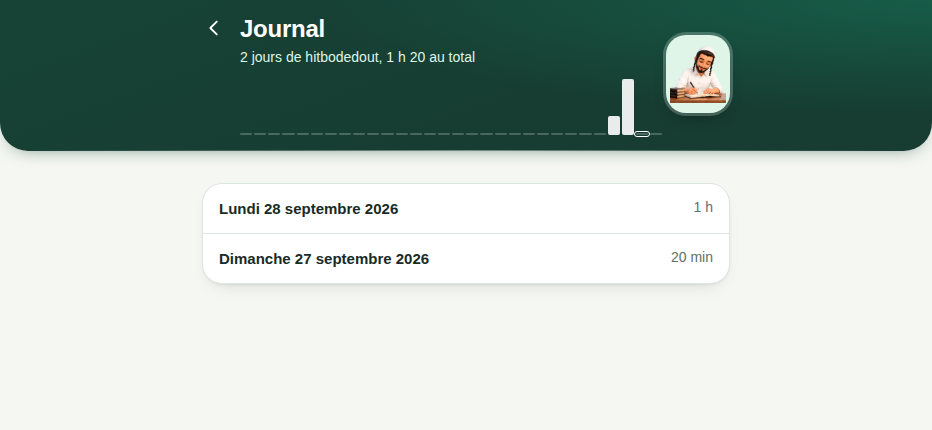 Journal
2 jours de hitbodedout, 1 h 20 au total
Lundi 28 septembre 2026 1 h
Dimanche 27 septembre 2026 20 min